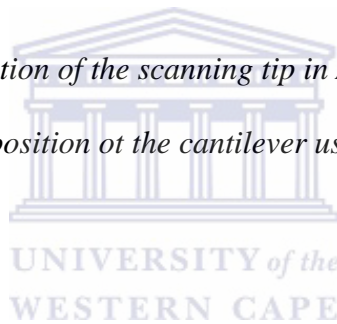 tion of the scanning tip in
position ot the cantilever us
UNIVERSITY of the
WESTERN CAPE